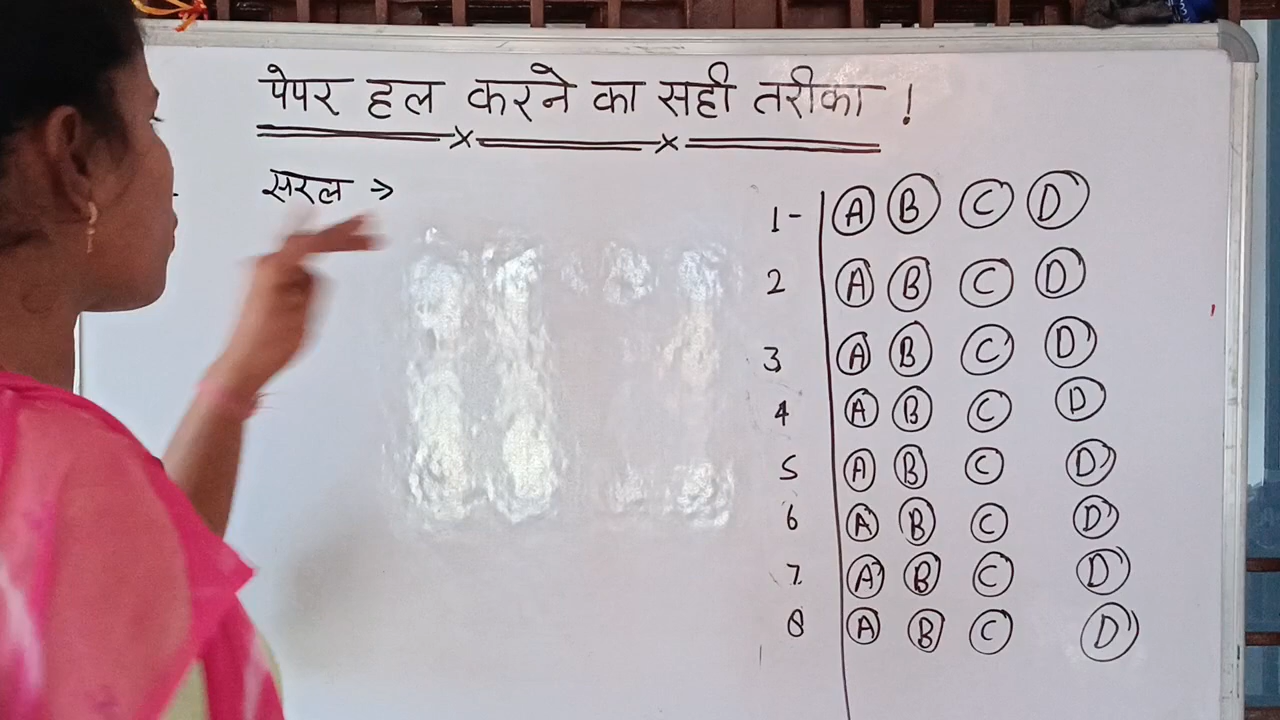 पेपर हल करने का सही तरीका !
सरल →
1- A B C D
2 A B C D
3 A B C D
4 A B C D
5 A B C D
6 A B C D
7 A B C D
8 A B C D